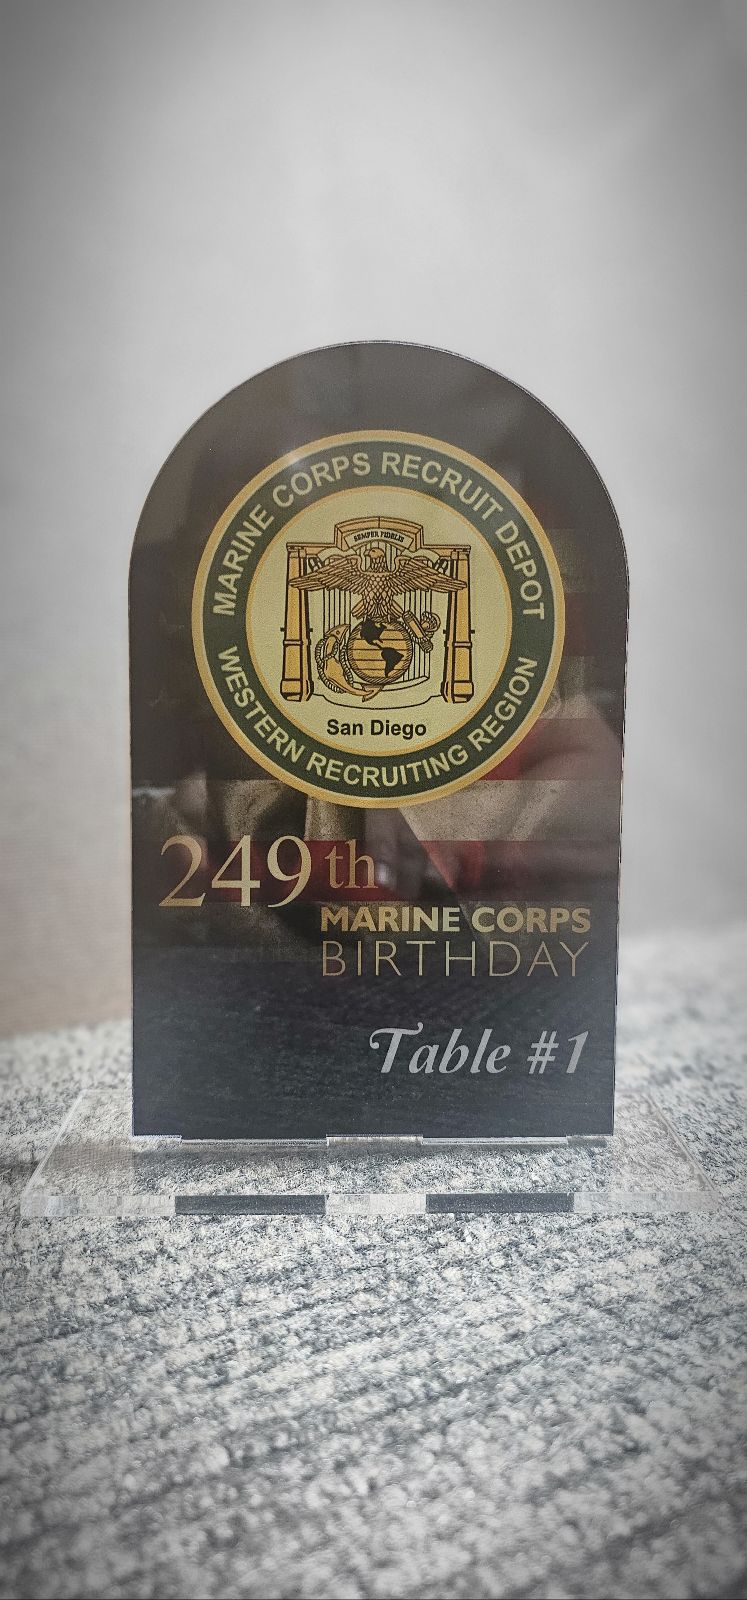 MARINE CORPS RECRUIT DEPOT
SEMPER FIDELIS
San Diego
WESTERN RECRUITING REGION
249th
MARINE CORPS
BIRTHDAY
Table #1